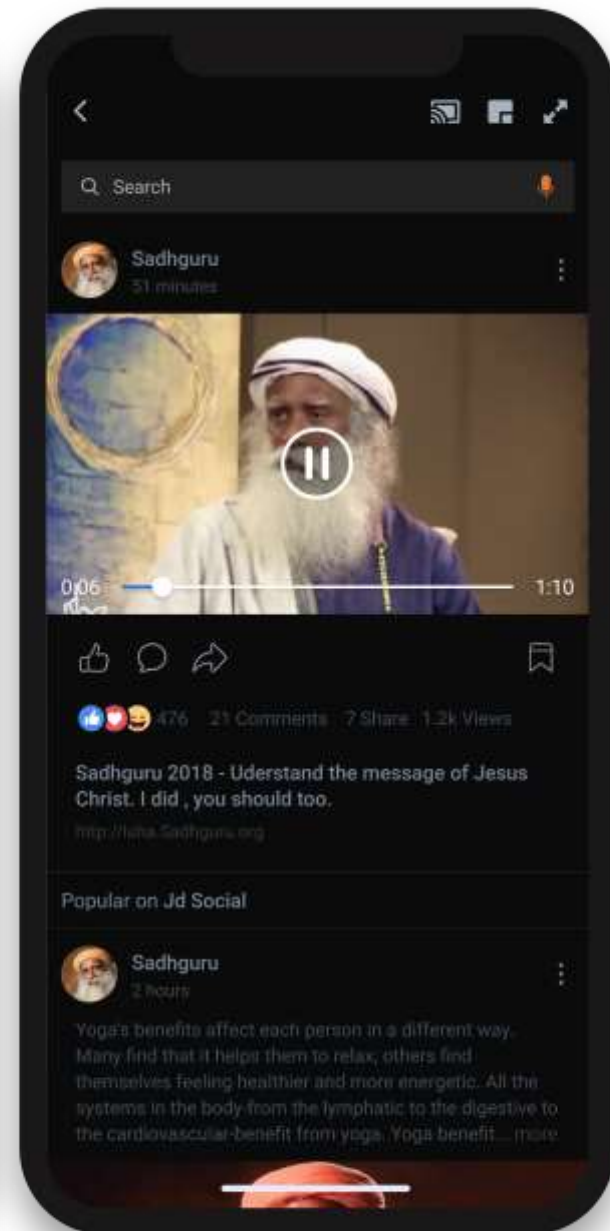 Search
Sadhguru
51 minutes
0:06
1:10
476 21 Comments 7 Share 1.2k Views
Sadhguru 2018 - Uderstand the message of Jesus
Christ. I did , you should too.
http://Isha.Sadhguru.org
Popular on Jd Social
Sadhguru
2 hours
Yoga's benefits affect each person in a different way.
Many find that it helps them to relax, others find
themselves feeling healthier and more energetic. All the
systems in the body-from the lymphatic to the digestive to
the cardiovascular-benefit from yoga. Yoga benefit... more